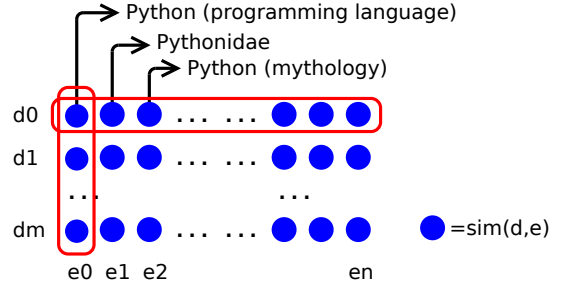 Python (programming language)
Pythonidae
Python (mythology)
d0 ... ...
d1
... ...
dm ... ...
=sim(d,e)
e0 e1 e2 en